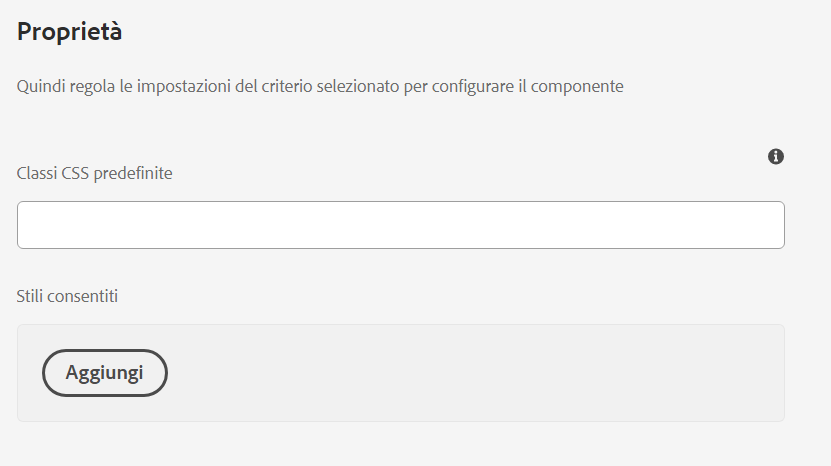 Proprietà
Quindi regola le impostazioni del criterio selezionato per configurare il componente
Classi CSS predefinite
Stili consentiti
Aggiungi